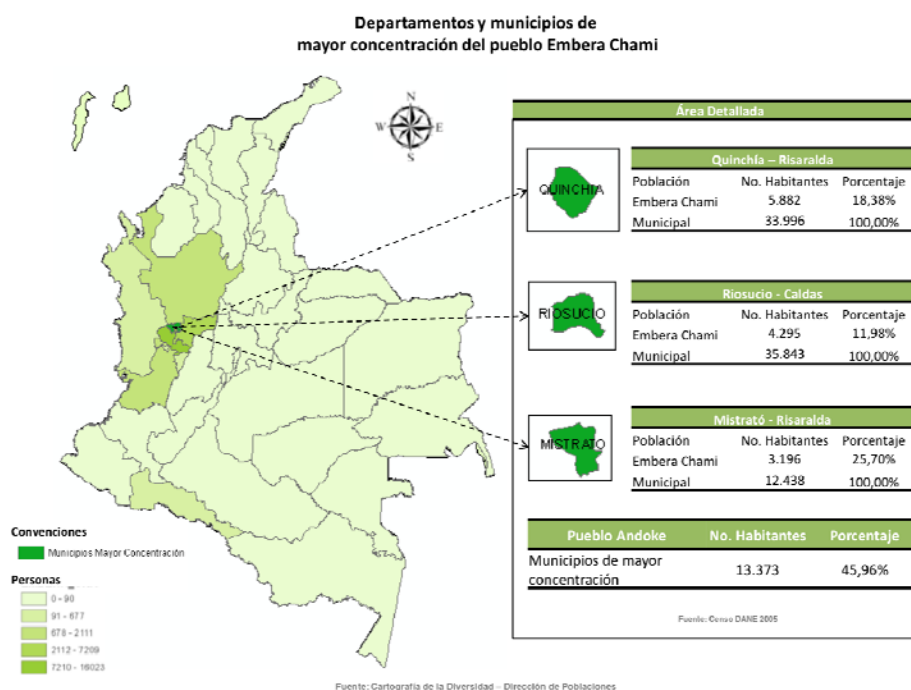 Departamentos y municipios de
mayor concentración del pueblo Embera Chami
N
W E
S
Área Detallada
QUINCHIA
Quinchía – Risaralda
Población No. Habitantes Porcentaje
Embera Chami 5.882 18,38%
Municipal 33.996 100,00%
RIOSUCIO
Riosucio - Caldas
Población No. Habitantes Porcentaje
Embera Chami 4.295 11,98%
Municipal 35.843 100,00%
MISTRATO
Mistrató - Risaralda
Población No. Habitantes Porcentaje
Embera Chami 3.196 25,70%
Municipal 12.438 100,00%
Pueblo Andoke No. Habitantes Porcentaje
Municipios de mayor
concentración 13.373 45,96%
Fuente: Censo DANE 2005
Convenciones
Municipios Mayor Concentración
Personas
0 - 90
91 - 677
678 - 2111
2112 - 7209
7210 - 16023
Fuente: Cartografía de la Diversidad – Dirección de Poblaciones